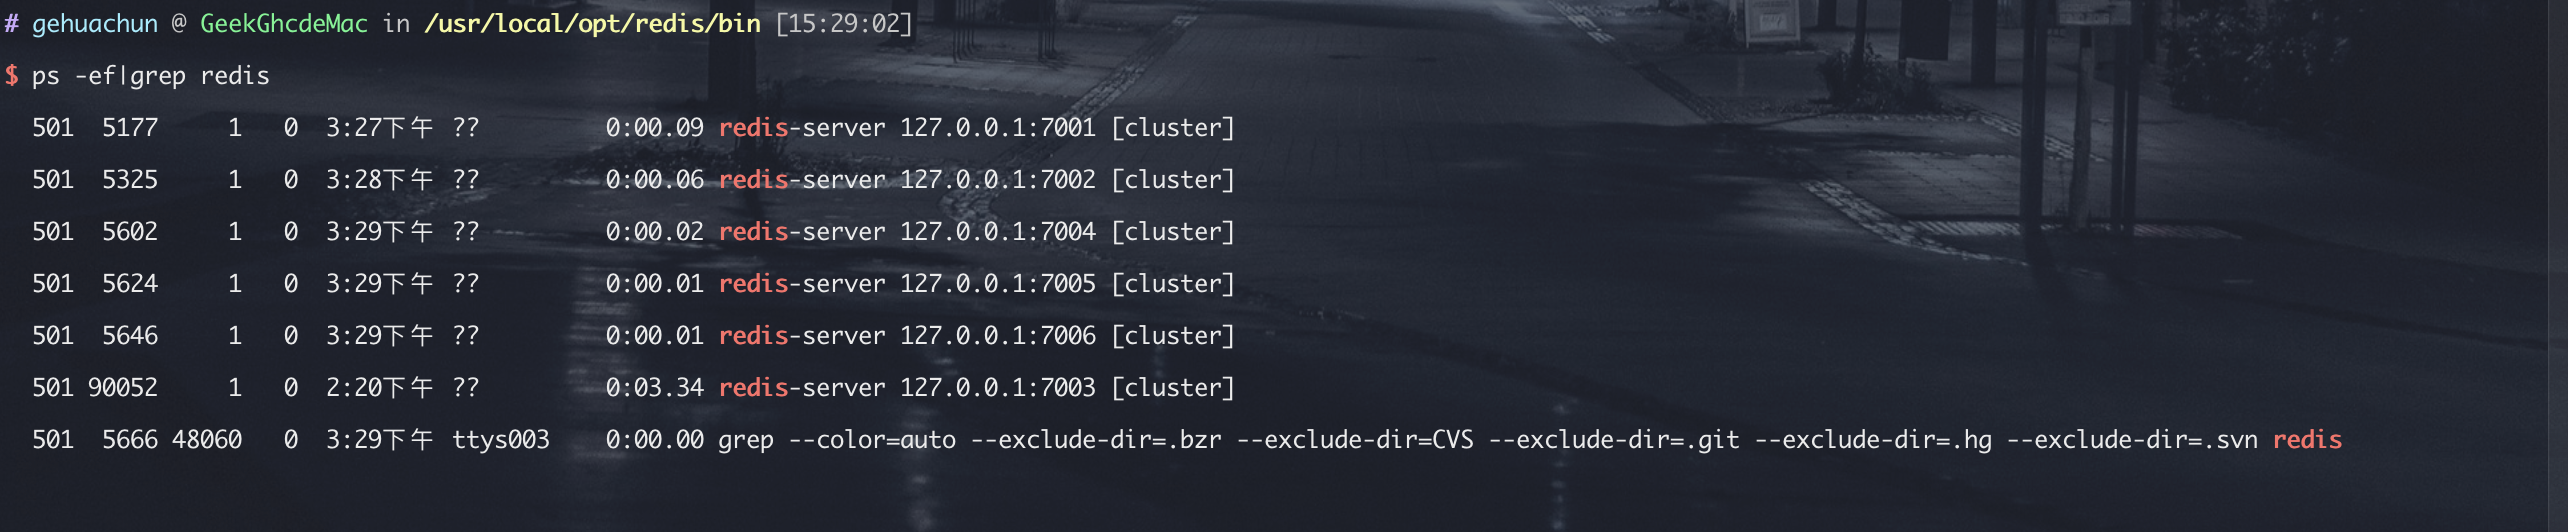 # gehuachun @ GeekGhcdeMac in /usr/local/opt/redis/bin [15:29:02]
$ ps -ef|grep redis
501 5177 1 0 3:27下午 ?? 0:00.09 redis-server 127.0.0.1:7001 [cluster]
501 5325 1 0 3:28下午 ?? 0:00.06 redis-server 127.0.0.1:7002 [cluster]
501 5602 1 0 3:29下午 ?? 0:00.02 redis-server 127.0.0.1:7004 [cluster]
501 5624 1 0 3:29下午 ?? 0:00.01 redis-server 127.0.0.1:7005 [cluster]
501 5646 1 0 3:29下午 ?? 0:00.01 redis-server 127.0.0.1:7006 [cluster]
501 90052 1 0 2:20下午 ?? 0:03.34 redis-server 127.0.0.1:7003 [cluster]
501 5666 48060 0 3:29下午 ttys003 0:00.00 grep --color=auto --exclude-dir=.bzr --exclude-dir=CVS --exclude-dir=.git --exclude-dir=.hg --exclude-dir=.svn redis